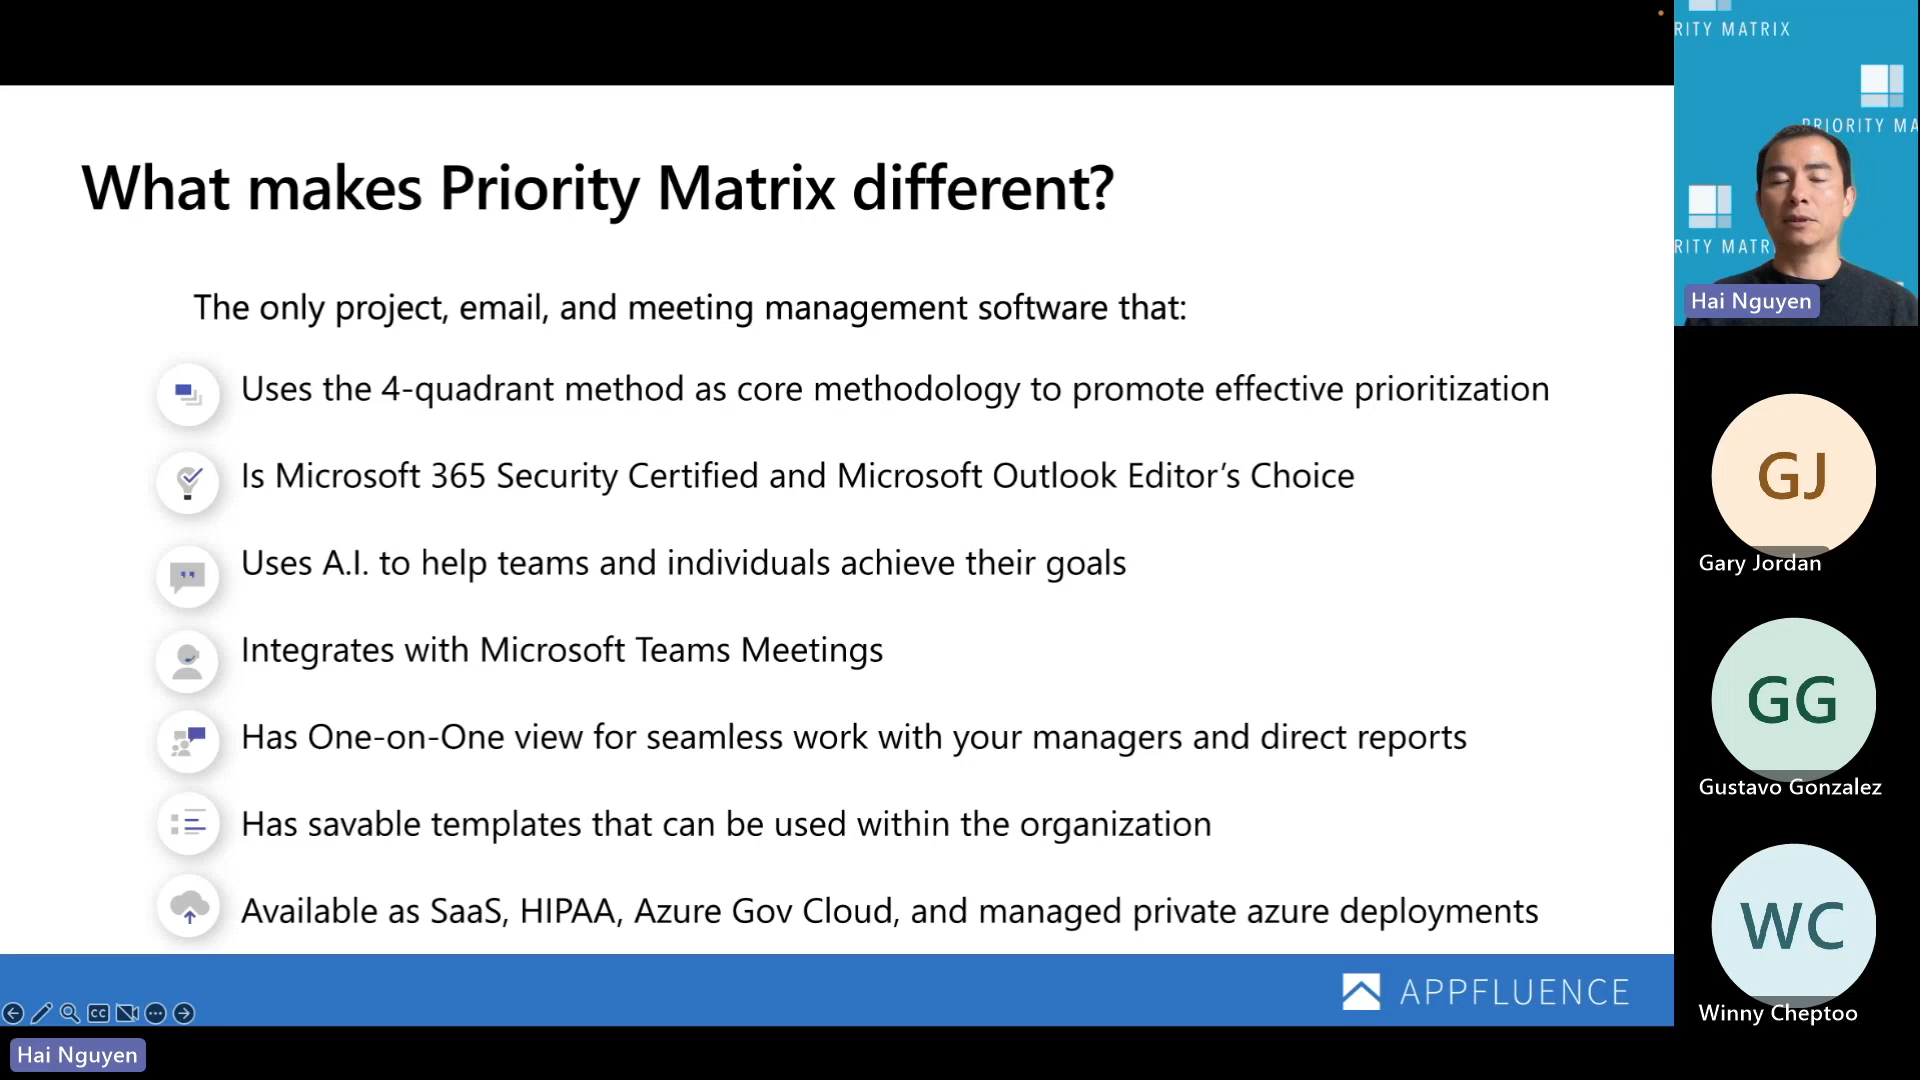 What makes Priority Matrix different?
The only project, email, and meeting management software that:
Uses the 4-quadrant method as core methodology to promote effective prioritization
Is Microsoft 365 Security Certified and Microsoft Outlook Editor’s Choice
Uses A.I. to help teams and individuals achieve their goals
Integrates with Microsoft Teams Meetings
Has One-on-One view for seamless work with your managers and direct reports
Has savable templates that can be used within the organization
Available as SaaS, HIPAA, Azure Gov Cloud, and managed private azure deployments
APPFLUENCE
CC
Hai Nguyen
RITY MATRIX
PRIORITY MA
RITY MATR
Hai Nguyen
GJ
Gary Jordan
GG
Gustavo Gonzalez
WC
Winny Cheptoo